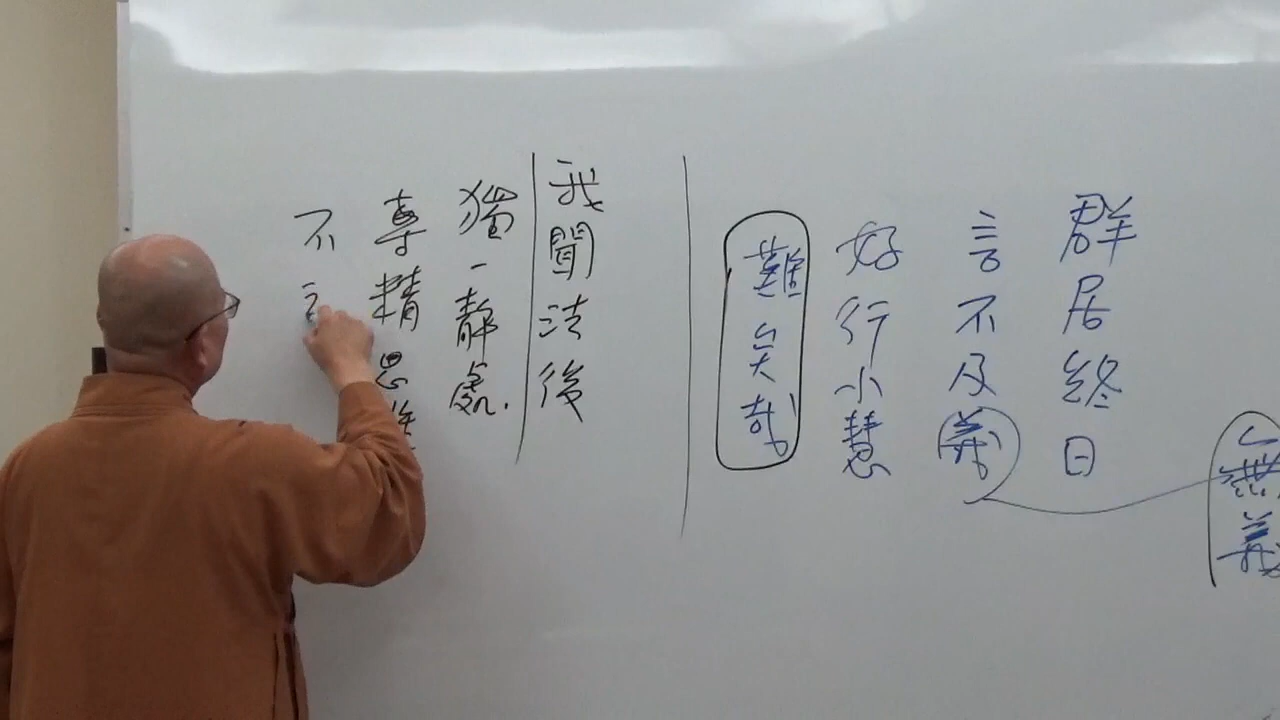 無義
群居終日
言不及義
好行小慧
難矣哉
我聞法後
獨一靜處
專精思惟
不